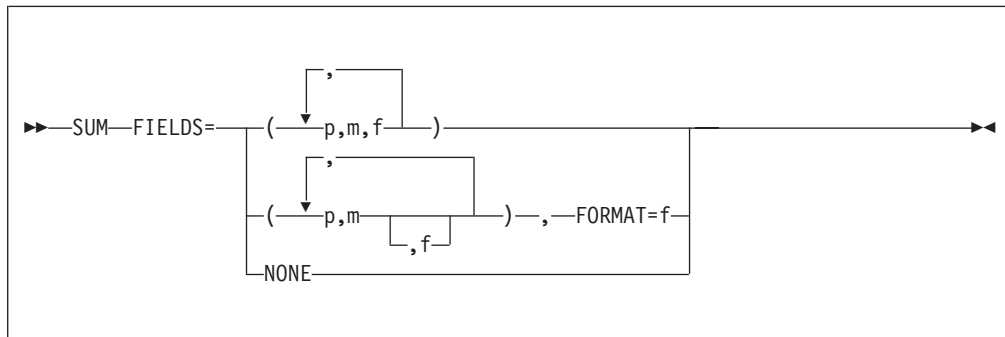 ,
SUM FIELDS= ( p,m,f )
,
( p,m ,f ) , FORMAT=f
NONE